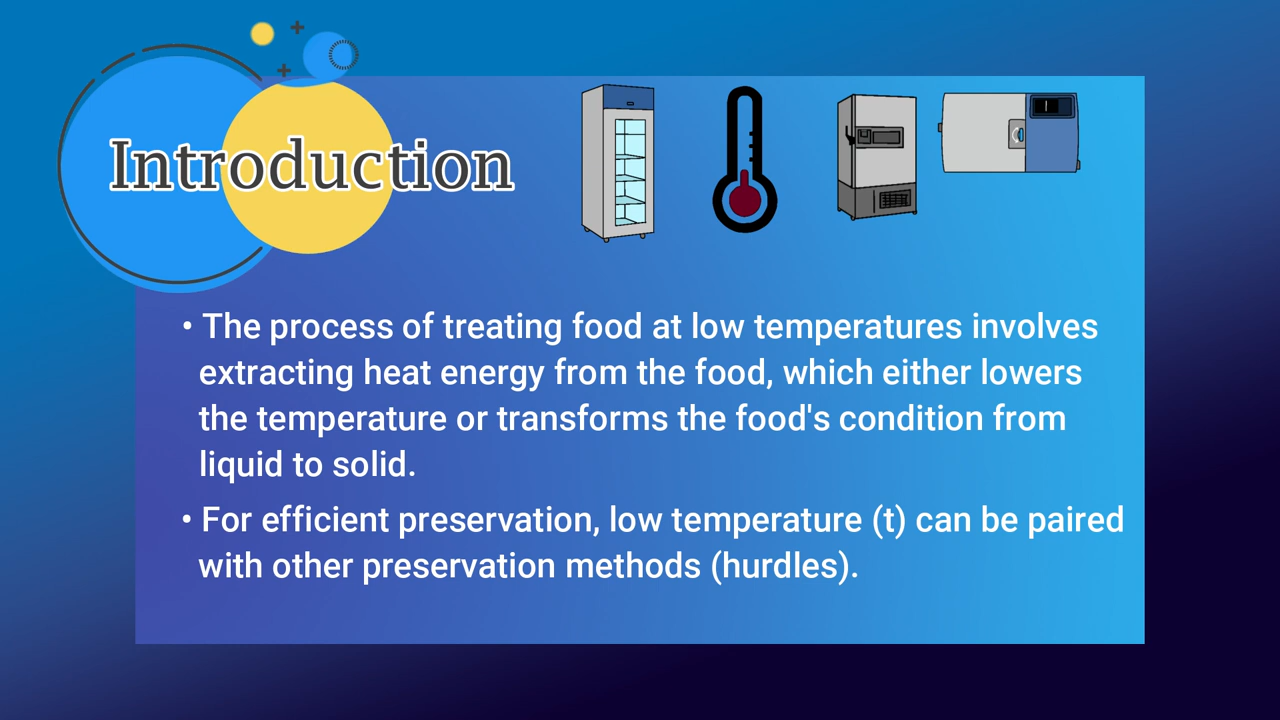 Introduction
• The process of treating food at low temperatures involves
extracting heat energy from the food, which either lowers
the temperature or transforms the food's condition from
liquid to solid.
• For efficient preservation, low temperature (t) can be paired
with other preservation methods (hurdles).